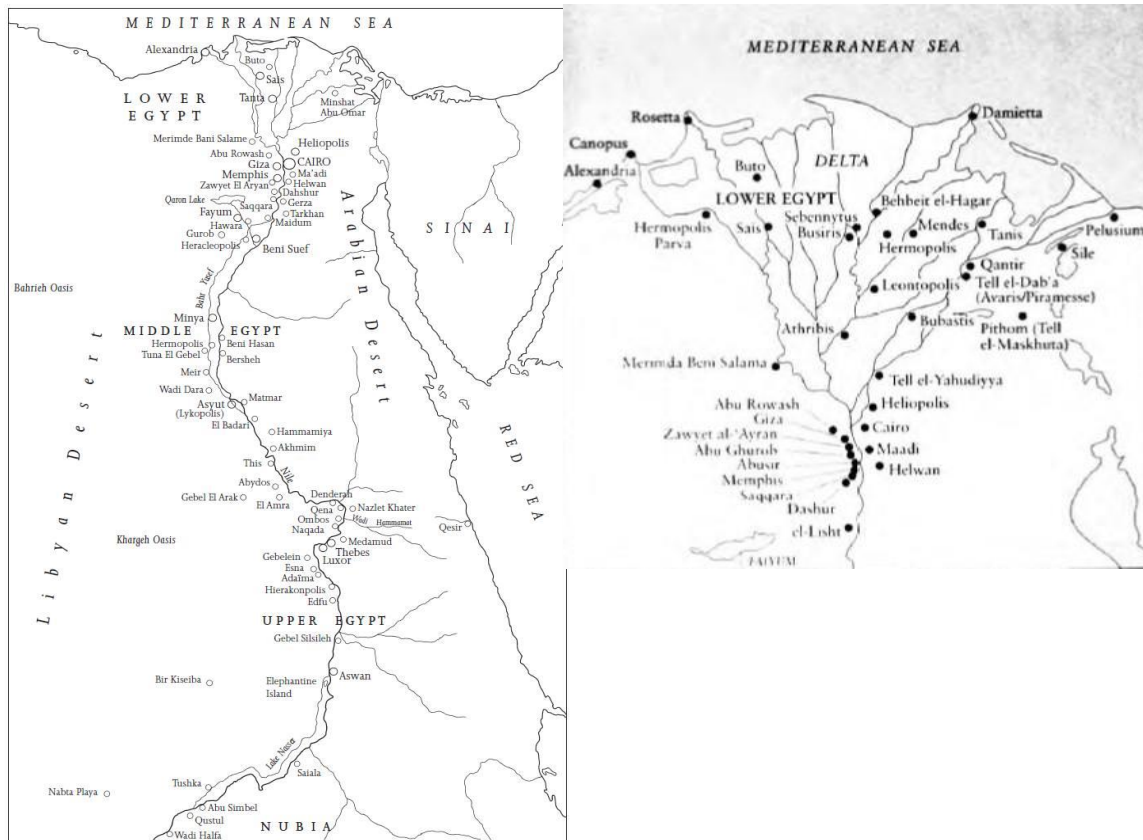 MEDITERRANEAN SEA
Alexandria
Buto
Sais
Tanta
LOWER
EGYPT
Minshat
Abu Omar
Merimde Bani Salame
Heliopolis
Abu Rowash
CAIRO
Giza
Ma'adi
Memphis
Helwan
Zawyet El Aryan
Dahshur
Qaron Lake
Saqqara
Gerza
Fayum
Tarkhan
Hawara
Maidum
Gurob
Heracleopolis
Beni Suef
Arabian Desert
SINAI
Bahr Yusef
Bahrieh Oasis
Minya
MIDDLE EGYPT
Hermopolis
Beni Hasan
Tuna El Gebel
Bersheh
Meir
Wadi Dara
Matmar
Asyut
(Lykopolis)
El Badari
Hammamiya
Akhmim
This
Nile
Abydos
Gebel El Arak
El Amra
Denderah
Qena
Nazlet Khater
Ombos
Wadi Hammamat
Naqada
Qesir
RED SEA
Libyan Desert
Khargeh Oasis
Medamud
Thebes
Luxor
Gebelein
Esna
Adaïma
Hierakonpolis
Edfu
UPPER EGYPT
Gebel Silsileh
Aswan
Bir Kiseiba
Elephantine
Island
Lake Nasser
Saiala
Tushka
Nabta Playa
Abu Simbel
Qustul
Wadi Halfa
NUBIA
MEDITERRANEAN SEA
Rosetta
Damietta
Canopus
Alexandria
Buto
DELTA
LOWER EGYPT
Behbeir el-Hagar
Hermopolis
Parva
Sais
Sebennytus
Busiris
Mendes
Hermopolis
Tanis
Pelusium
Sile
Qantir
Leontopolis
Tell el-Dab'a
(Avaris/Piramesse)
Athribis
Bubastis
Pithom (Tell
el-Maskhuta)
Merimda Beni Salama
Tell el-Yahudiyya
Abu Rowash
Heliopolis
Giza
Cairo
Zawyet al-'Ayran
Abu Ghurob
Maadi
Abusir
Helwan
Memphis
Saqqara
Dashur
el-Lisht
FAIYUM